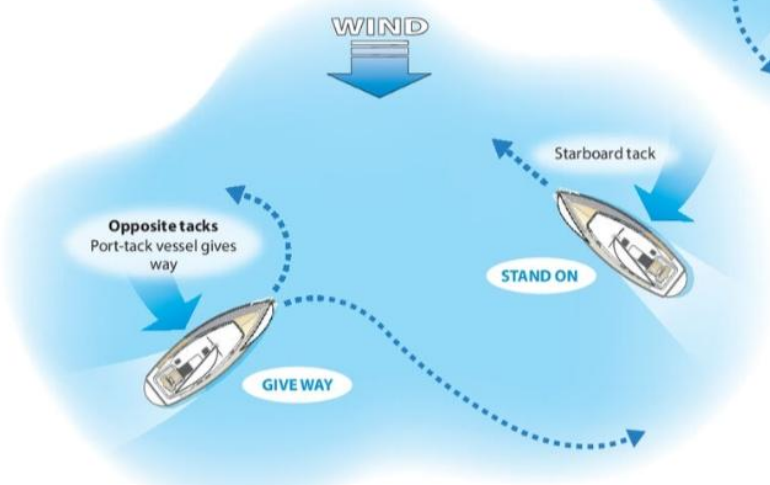 WIND
Starboard tack
Opposite tacks
Port-tack vessel gives
way
STAND ON
GIVE WAY